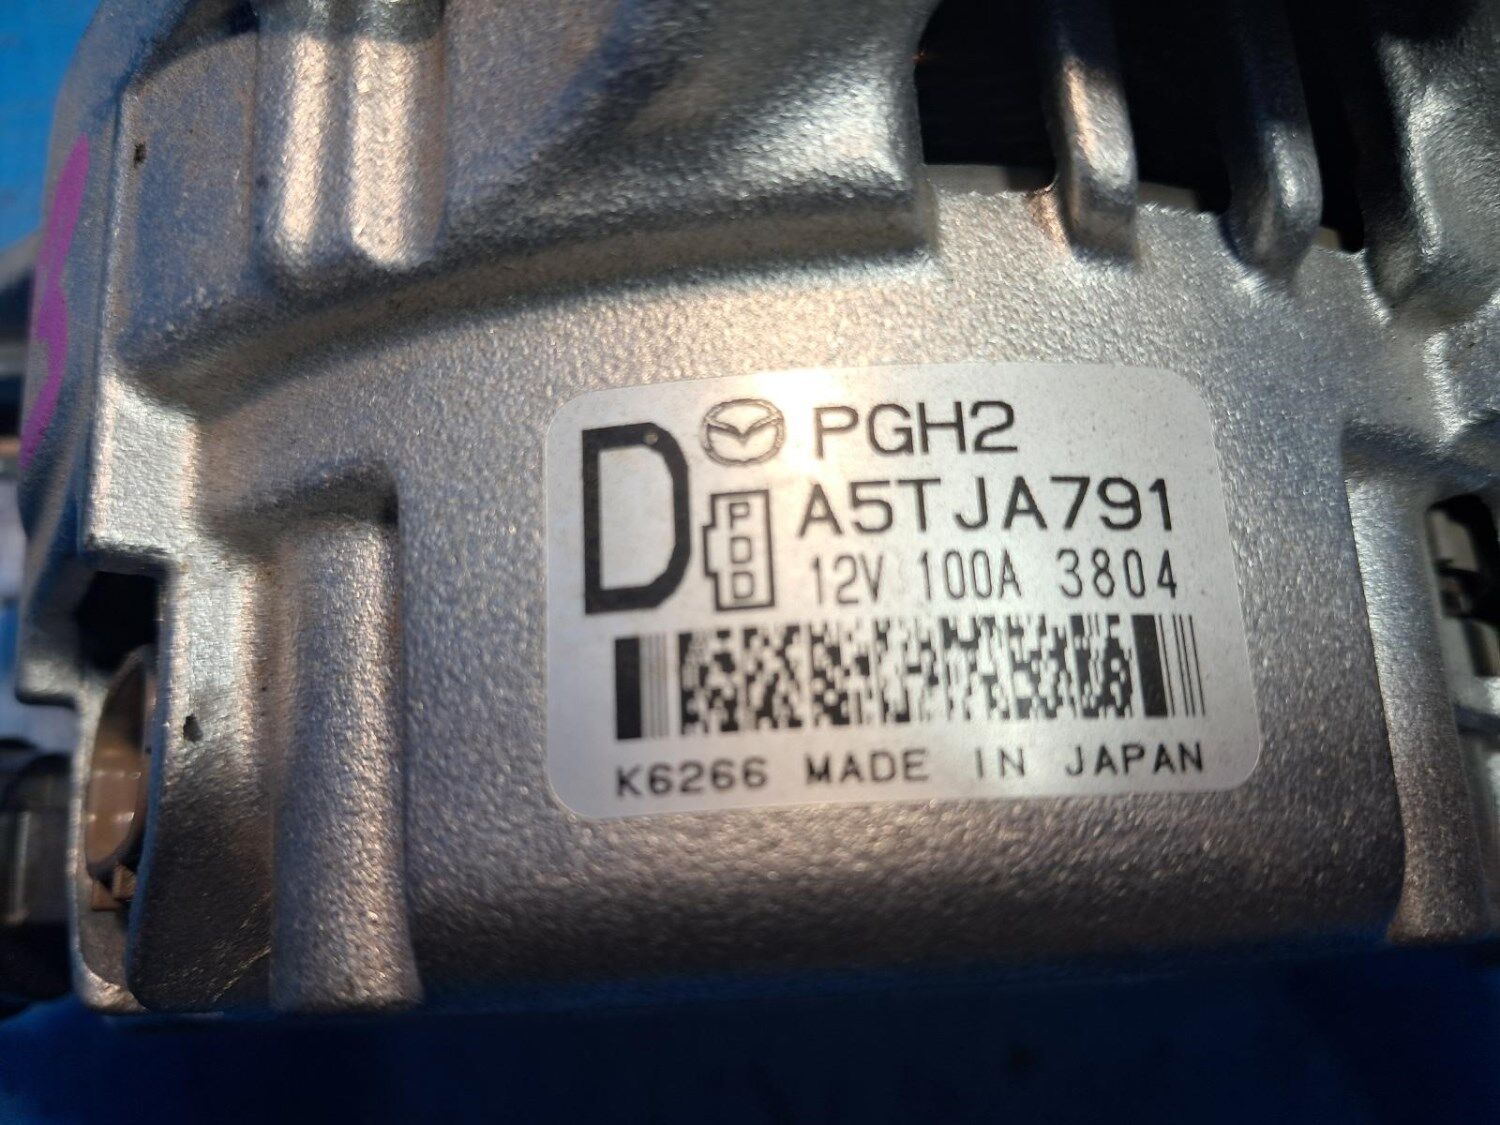 D PGH2
PDD A5TJA791
12V 100A 3804
K6266 MADE IN JAPAN